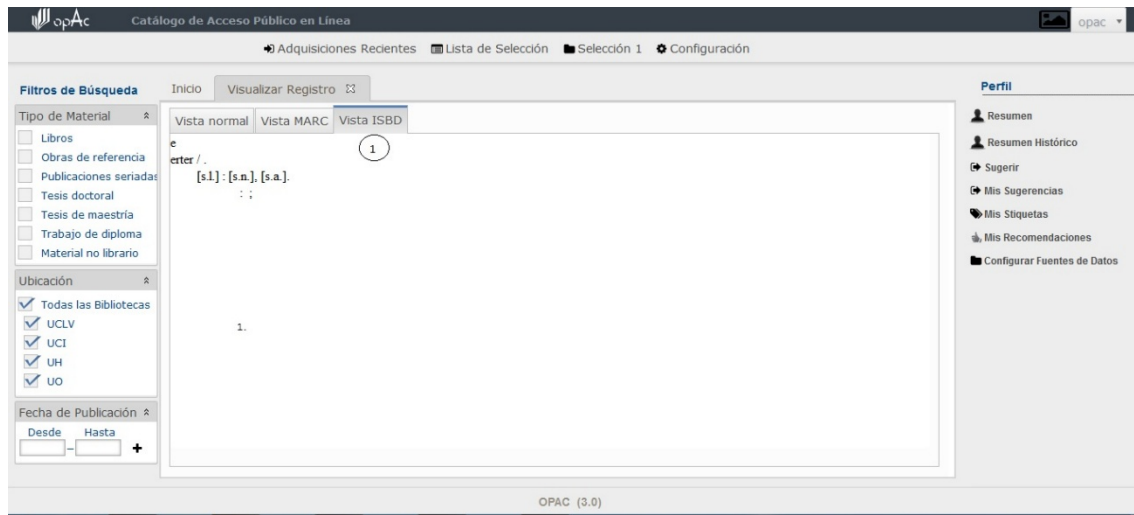 opAc Catálogo de Acceso Público en Línea opac
Adquisiciones Recientes Lista de Selección Selección 1 Configuración
Filtros de Búsqueda
Tipo de Material
Libros
Obras de referencia
Publicaciones seriadas
Tesis doctoral
Tesis de maestría
Trabajo de diploma
Material no librario
Ubicación
Todas las Bibliotecas
UCLV
UCI
UH
UO
Fecha de Publicación
Desde Hasta
– +
Inicio Visualizar Registro
Vista normal Vista MARC Vista ISBD
1
e
erter / .
[s.l.] : [s.n.], [s.a.].
: ;
1.
Perfil
Resumen
Resumen Histórico
Sugerir
Mis Sugerencias
Mis Stiquetas
Mis Recomendaciones
Configurar Fuentes de Datos
OPAC (3.0)